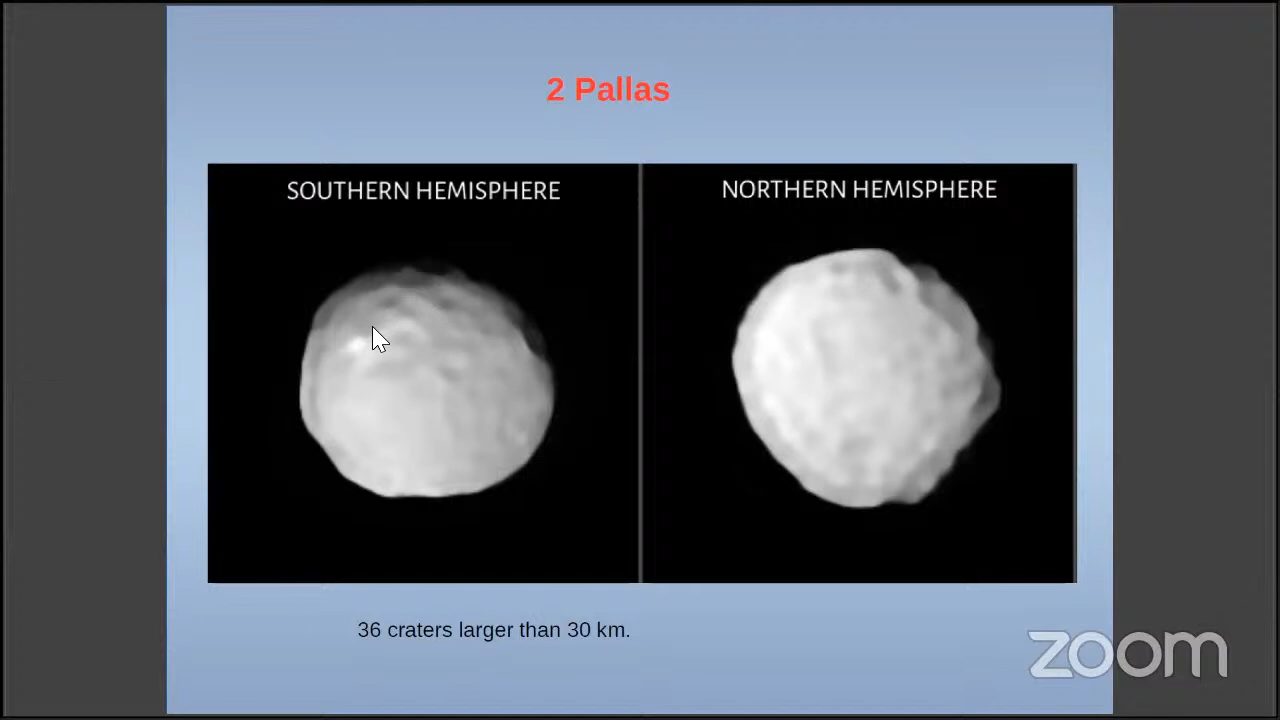 2 Pallas
SOUTHERN HEMISPHERE
NORTHERN HEMISPHERE
36 craters larger than 30 km.
zoom